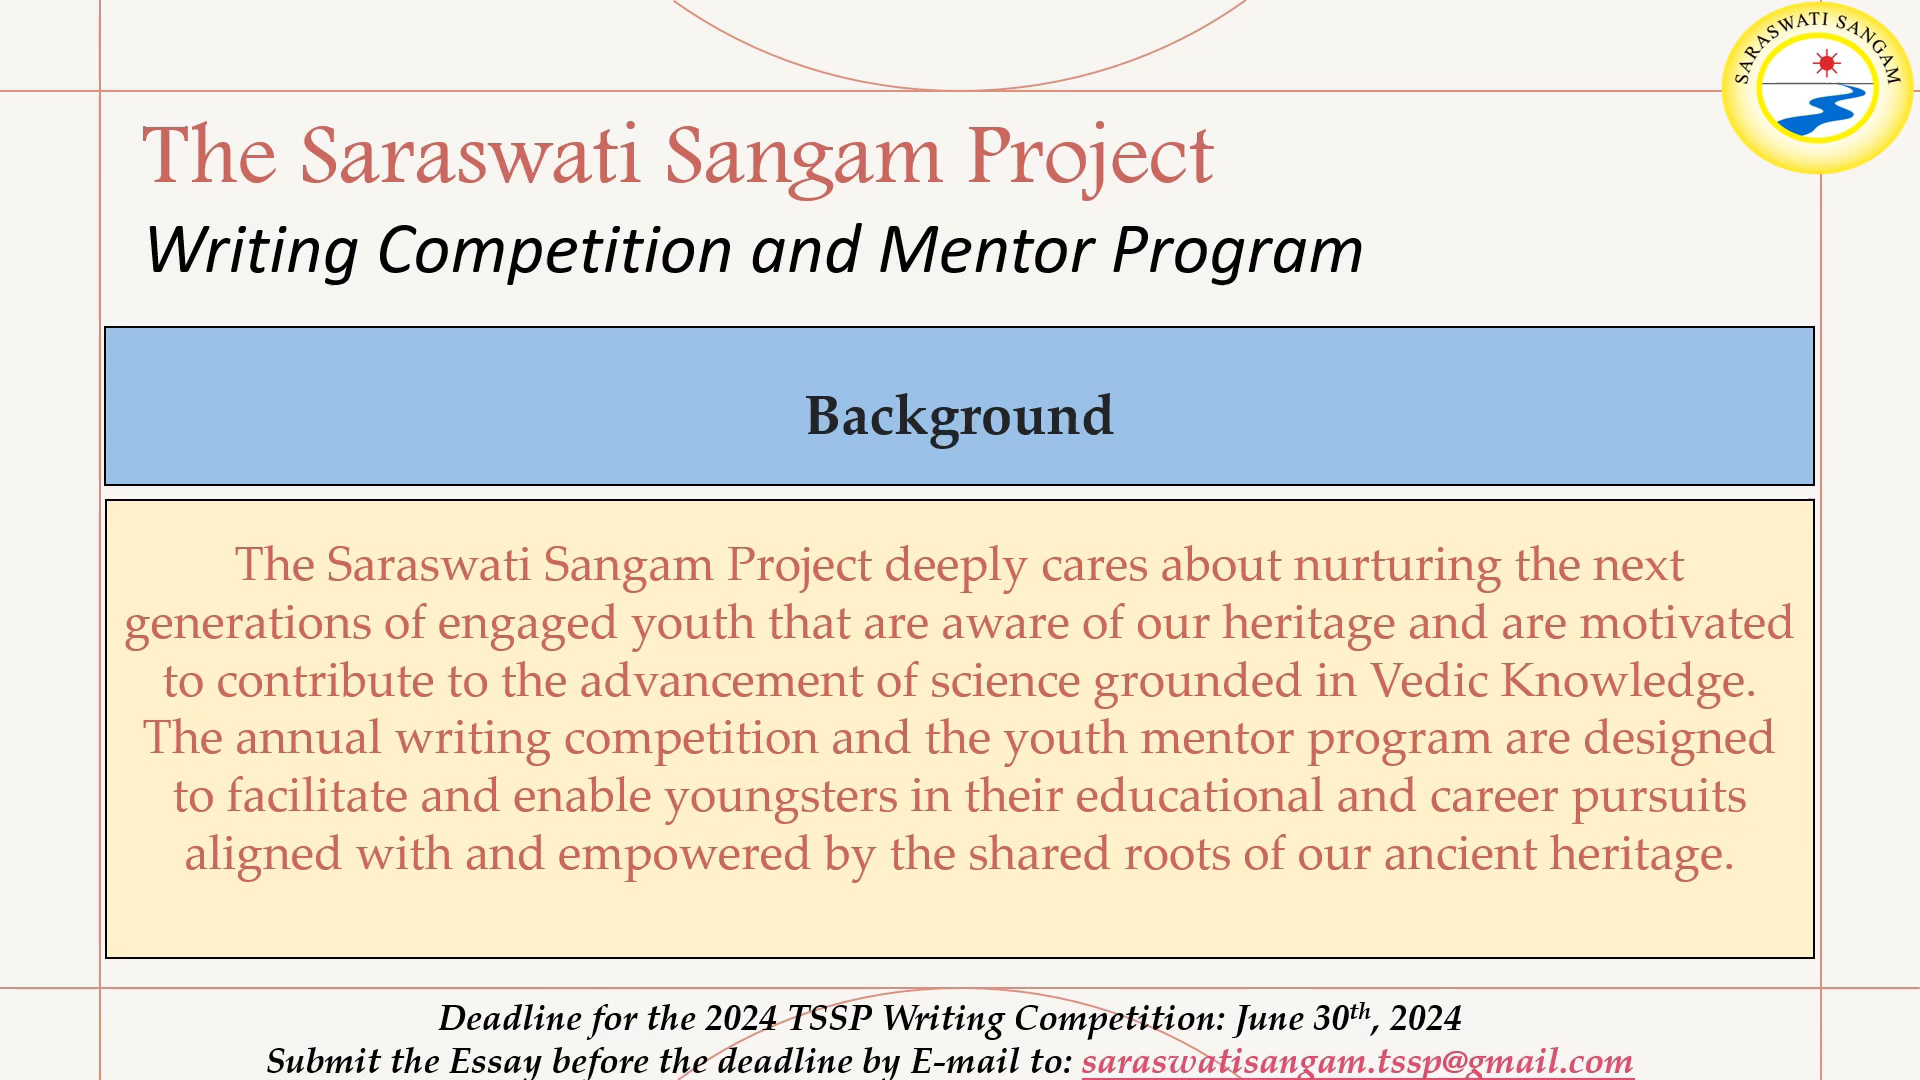 SARASWATI SANGAM
The Saraswati Sangam Project
Writing Competition and Mentor Program
Background
The Saraswati Sangam Project deeply cares about nurturing the next
generations of engaged youth that are aware of our heritage and are motivated
to contribute to the advancement of science grounded in Vedic Knowledge.
The annual writing competition and the youth mentor program are designed
to facilitate and enable youngsters in their educational and career pursuits
aligned with and empowered by the shared roots of our ancient heritage.
Deadline for the 2024 TSSP Writing Competition: June 30th, 2024
Submit the Essay before the deadline by E-mail to: saraswatisangam.tssp@gmail.com